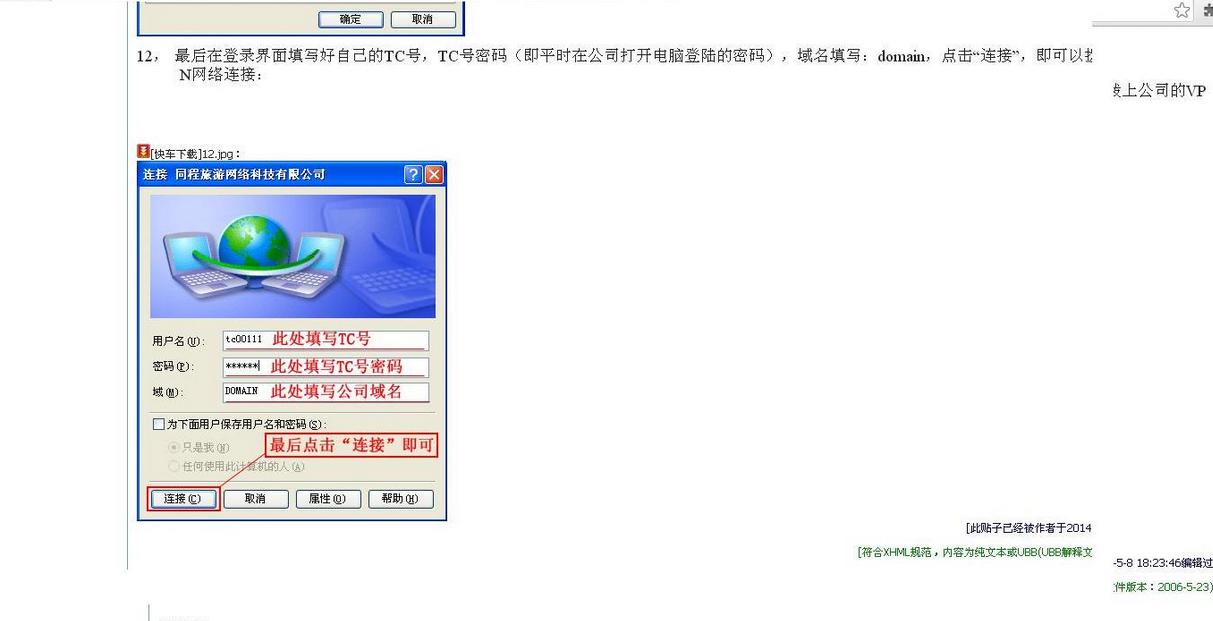 确定 取消
12， 最后在登录界面填写好自己的TC号，TC号密码（即平时在公司打开电脑登陆的密码），域名填写：domain，点击“连接”，即可以拨上公司的VP
N网络连接：
[快车下载]12.jpg：
连接 同程旅游网络科技有限公司
用户名(U)： tc00111 此处填写TC号
密码(P)： ****** 此处填写TC号密码
域(M)： DOMAIN 此处填写公司域名
为下面用户保存用户名和密码(S)：
只是我(N)
最后点击“连接”即可
任何使用此计算机的人(A)
连接(C) 取消 属性(O) 帮助(H)
[此贴子已经被作者于2014-5-8 18:23:46编辑过
[符合XHML规范，内容为纯文本或UBB(UBB解释文件版本：2006-5-23)